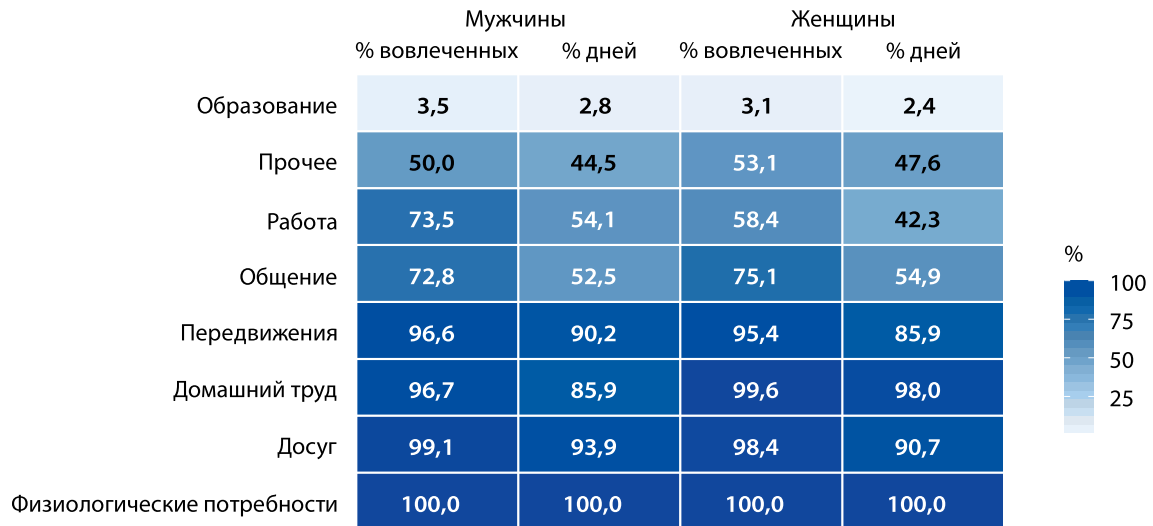 Мужчины Женщины
% вовлеченных % дней % вовлеченных % дней
Образование 3,5 2,8 3,1 2,4
Прочее 50,0 44,5 53,1 47,6
Работа 73,5 54,1 58,4 42,3
Общение 72,8 52,5 75,1 54,9
Передвижения 96,6 90,2 95,4 85,9
Домашний труд 96,7 85,9 99,6 98,0
Досуг 99,1 93,9 98,4 90,7
Физиологические потребности 100,0 100,0 100,0 100,0
%
100
75
50
25